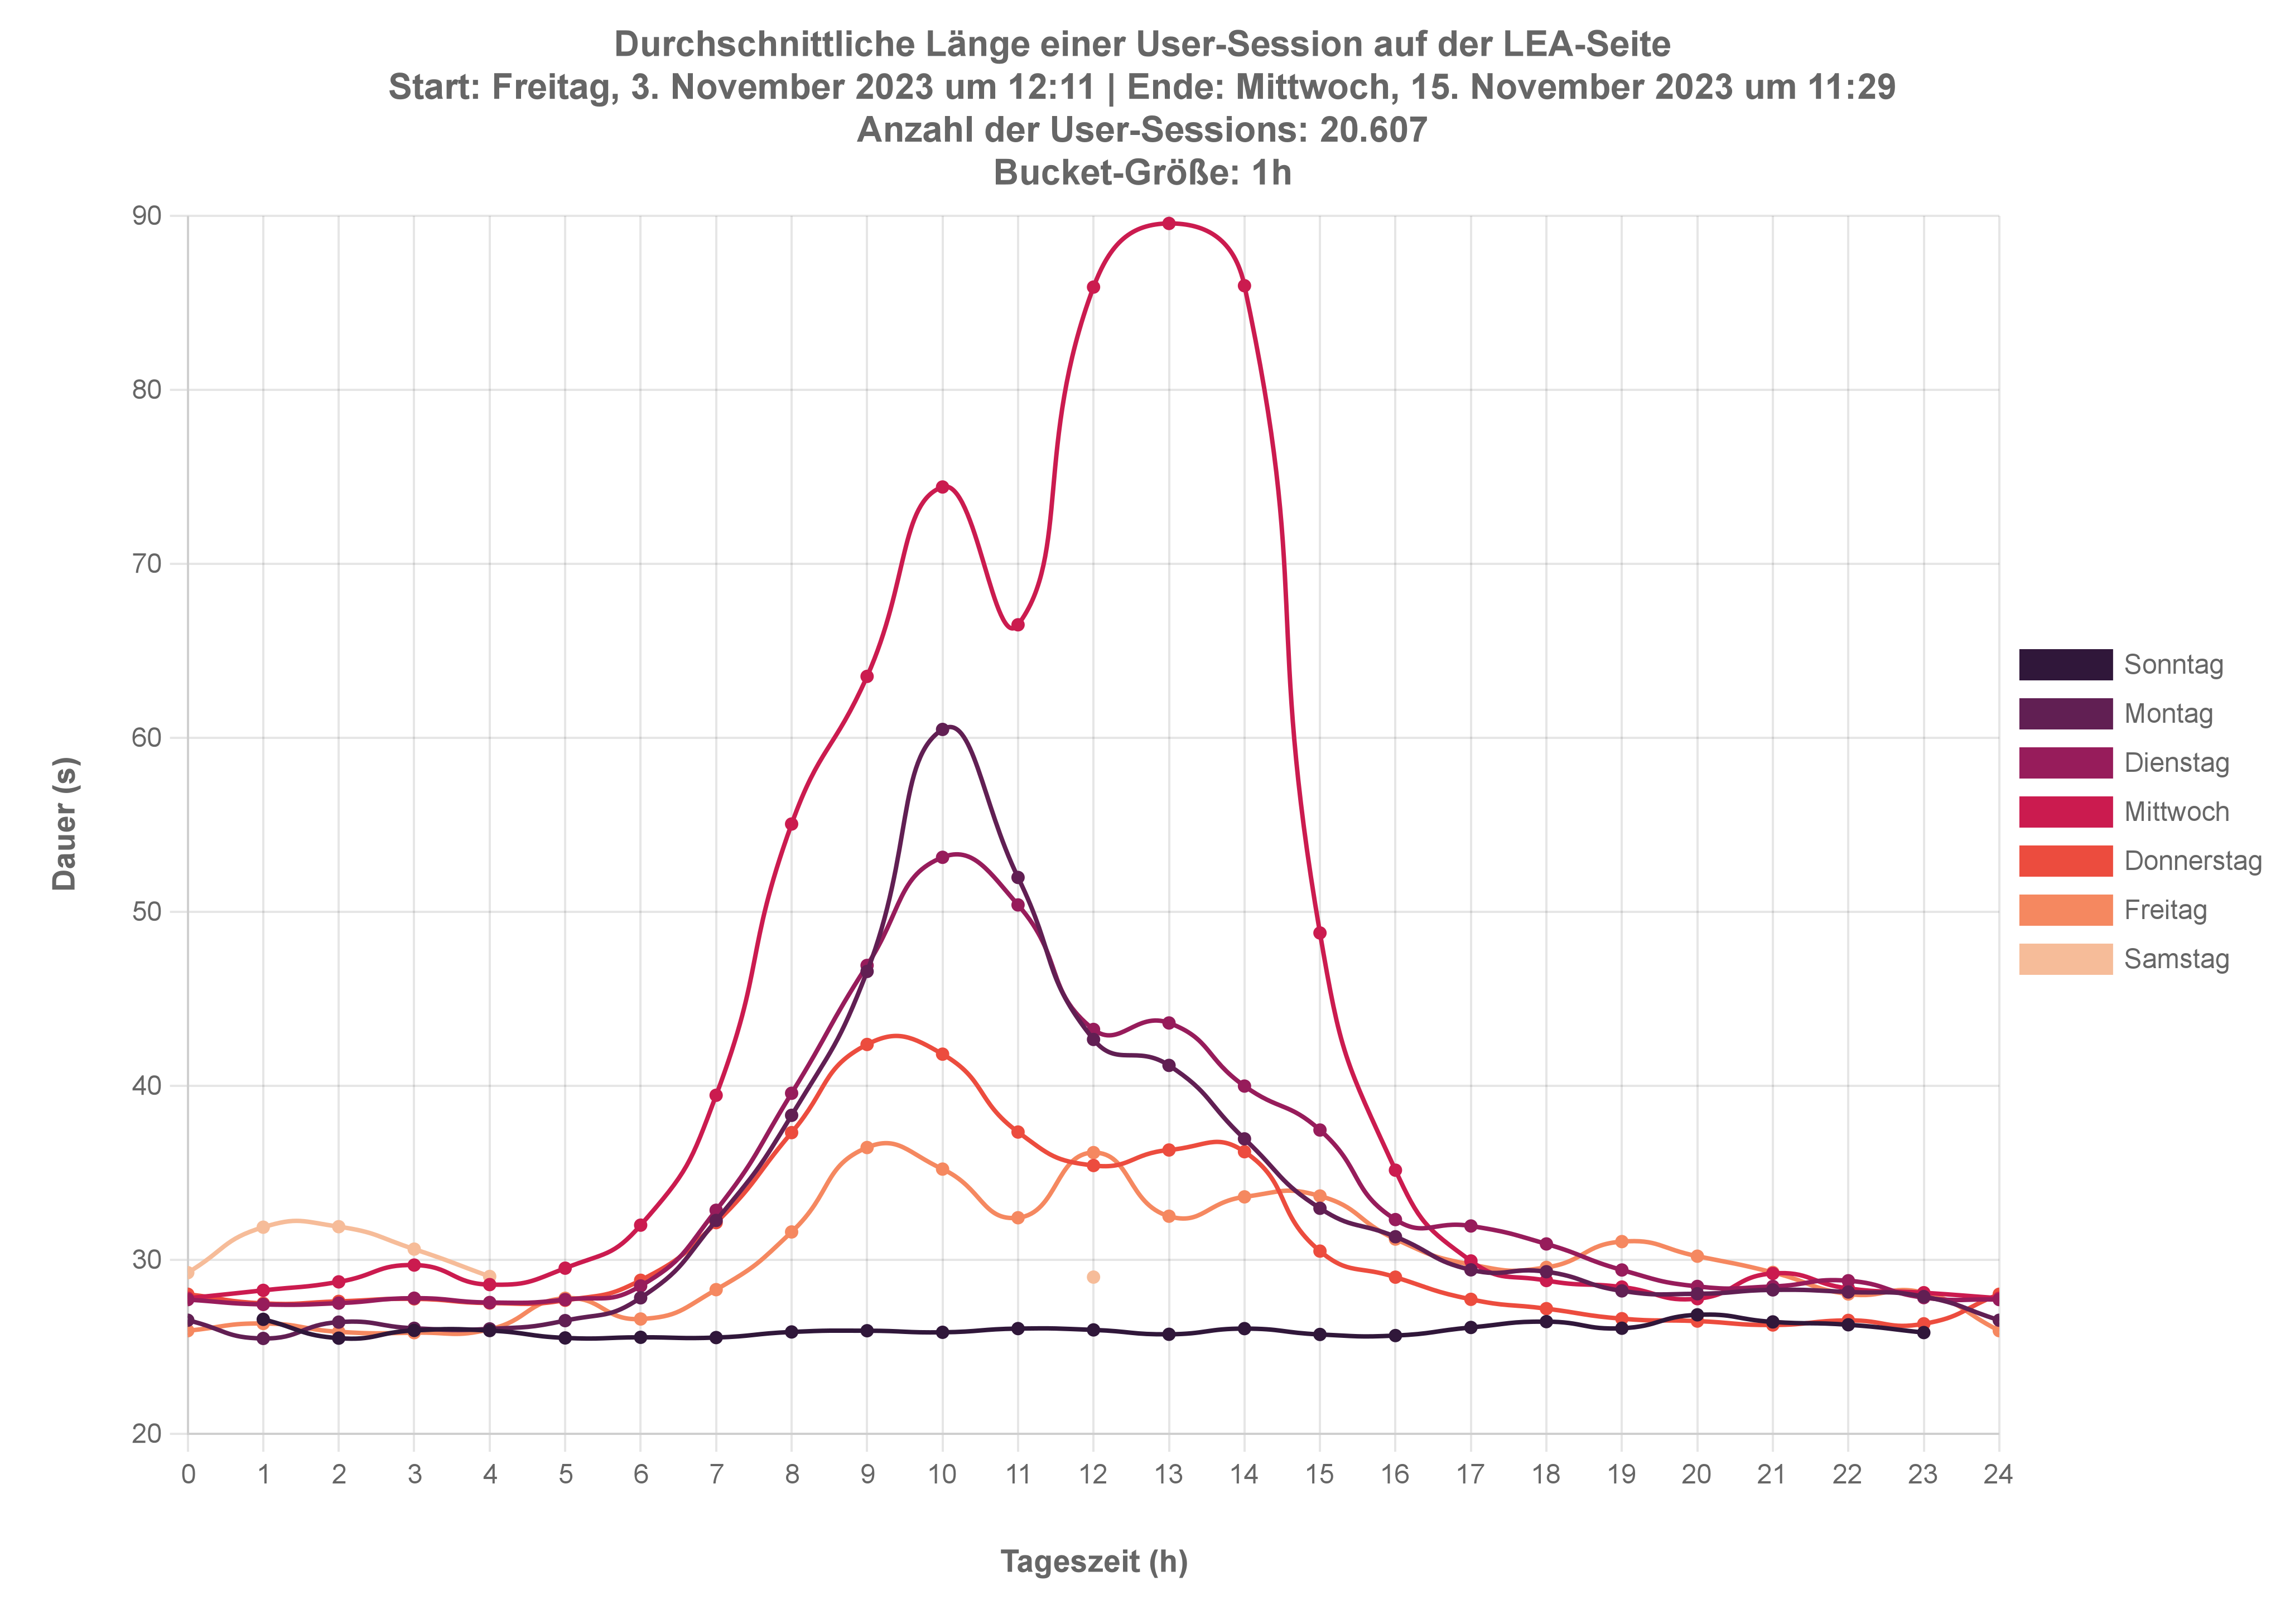 Durchschnittliche Länge einer User-Session auf der LEA-Seite
Start: Freitag, 3. November 2023 um 12:11 | Ende: Mittwoch, 15. November 2023 um 11:29
Anzahl der User-Sessions: 20.607
Bucket-Größe: 1h
90
80
70
60
50
40
30
20
Dauer (s)
0 1 2 3 4 5 6 7 8 9 10 11 12 13 14 15 16 17 18 19 20 21 22 23 24
Tageszeit (h)
Sonntag
Montag
Dienstag
Mittwoch
Donnerstag
Freitag
Samstag